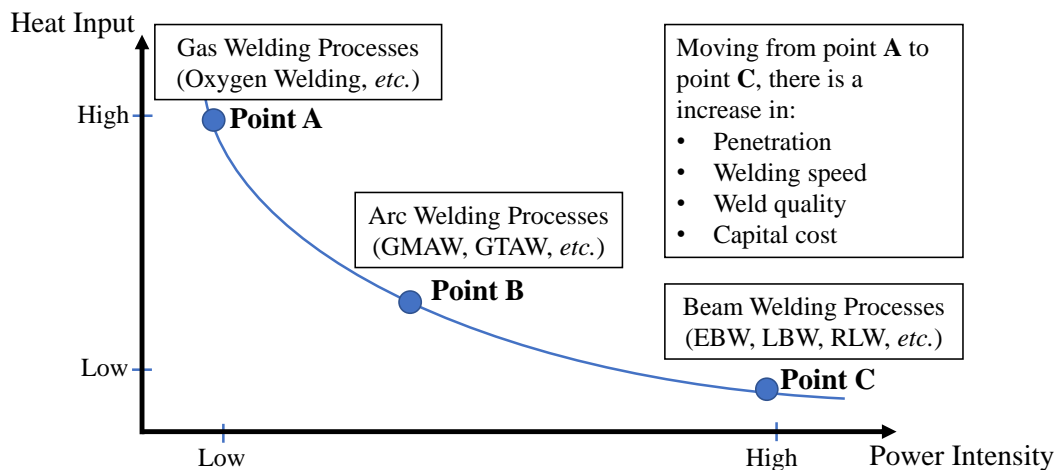 Heat Input
Gas Welding Processes
(Oxygen Welding, etc.)
Moving from point A to
point C, there is a
increase in:
• Penetration
• Welding speed
• Weld quality
• Capital cost
High
Point A
Arc Welding Processes
(GMAW, GTAW, etc.)
Point B
Beam Welding Processes
(EBW, LBW, RLW, etc.)
Low
Point C
Low
High
Power Intensity